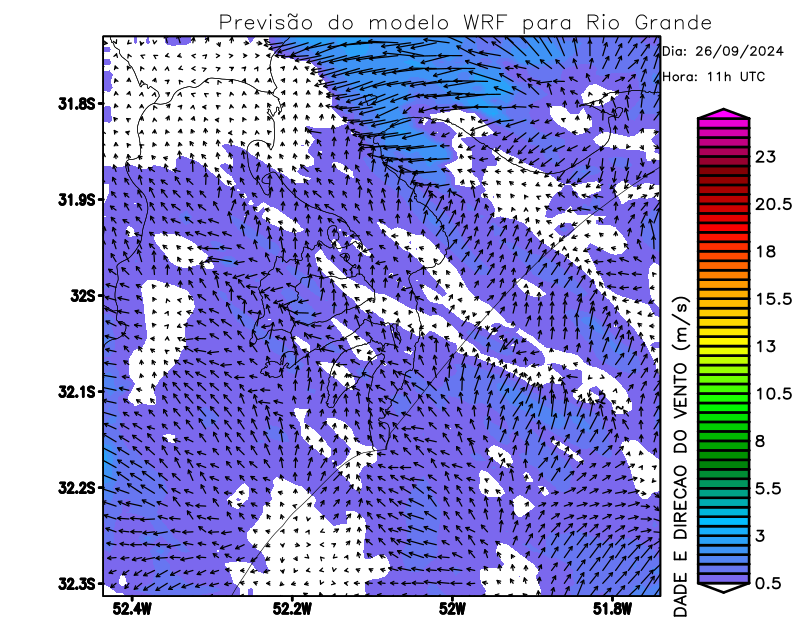 Previsão do modelo WRF para Rio Grande
Dia: 26/09/2024
Hora: 11h UTC
31.8S
31.9S
32S
32.1S
32.2S
32.3S
52.4W
52.2W
52W
51.8W
23
20.5
18
15.5
13
10.5
8
5.5
3
0.5
DADE E DIRECAO DO VENTO (m/s)